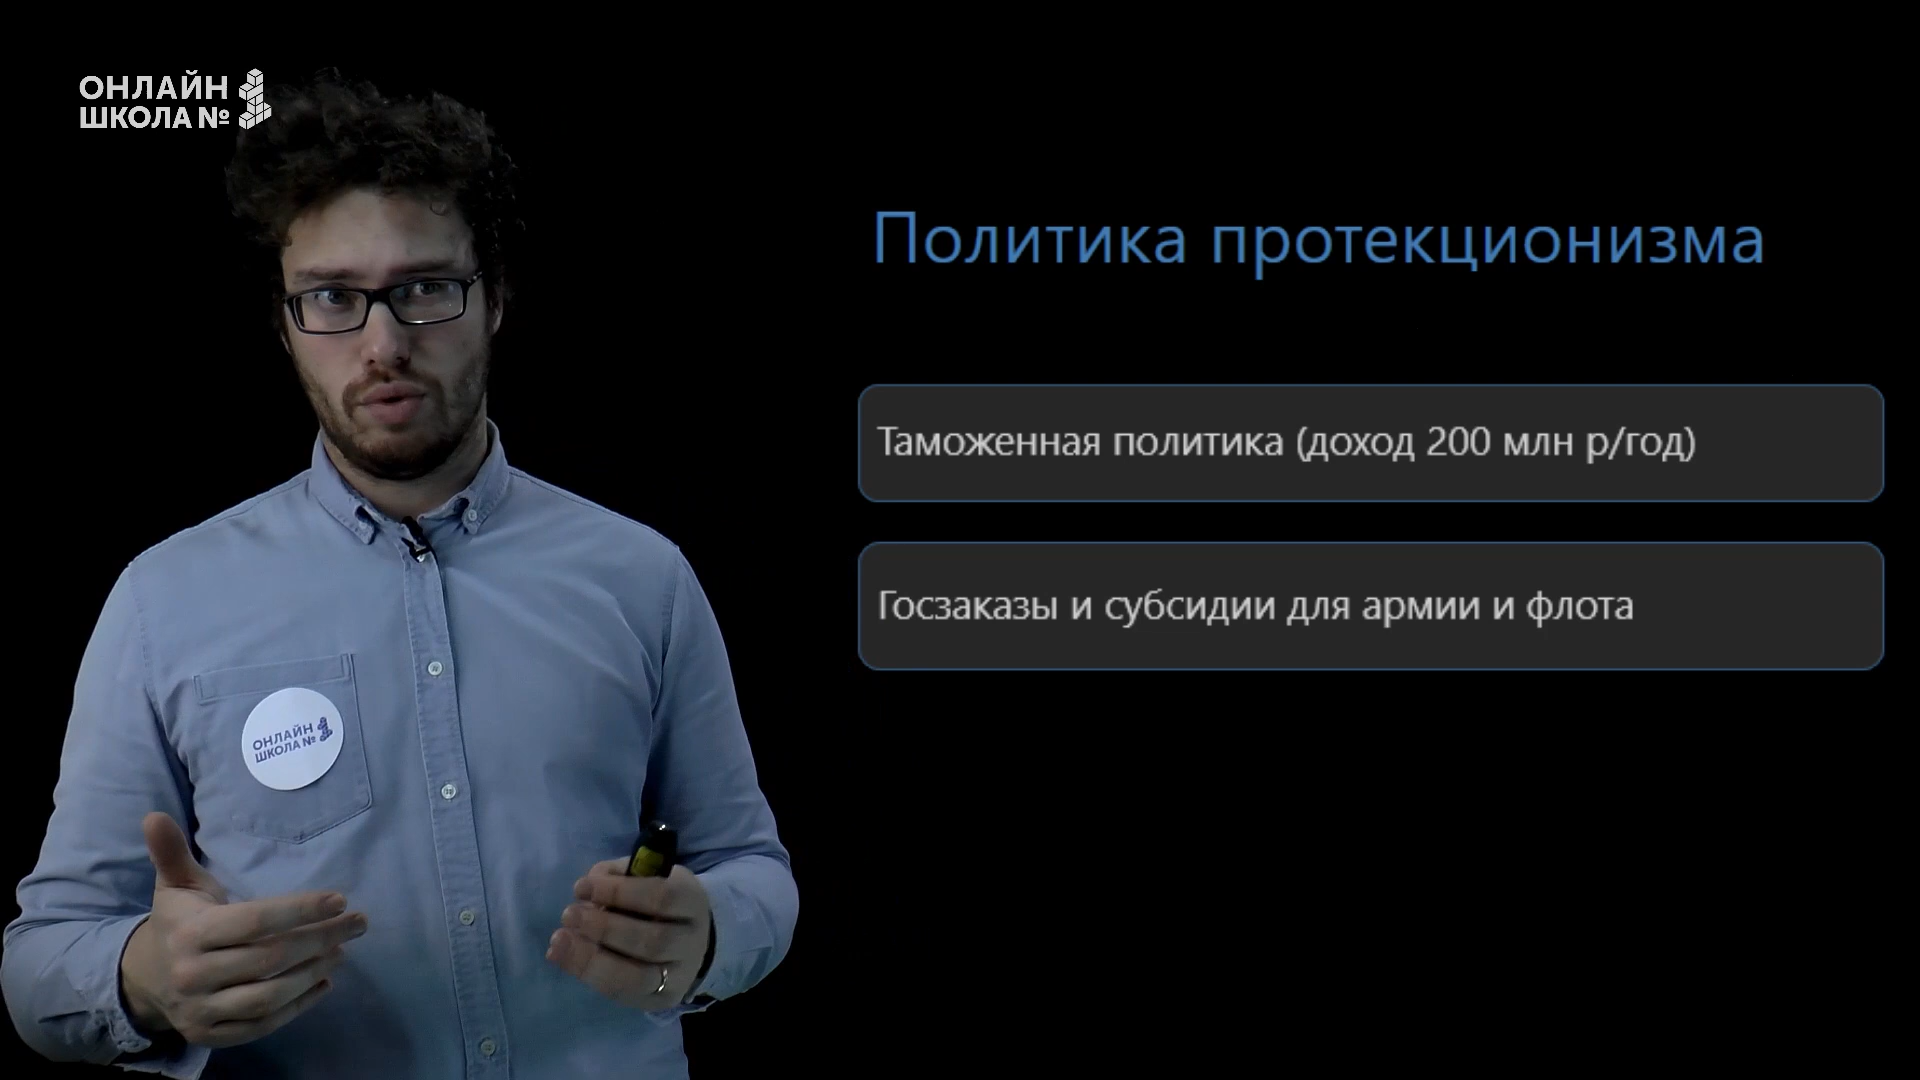 ОНЛАЙН
ШКОЛА №
Политика протекционизма
Таможенная политика (доход 200 млн р/год)
Госзаказы и субсидии для армии и флота
ОНЛАЙН
ШКОЛА №